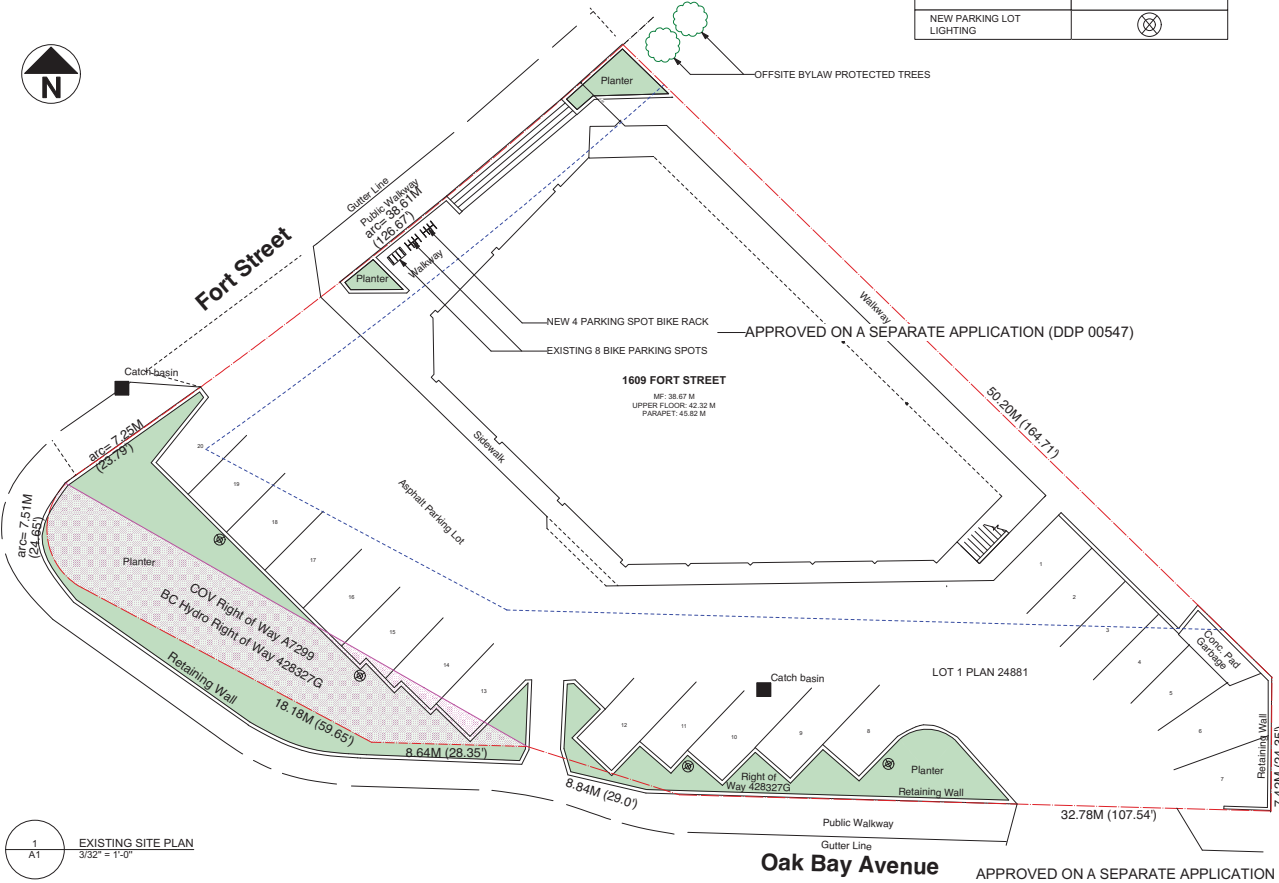 NEW PARKING LOT
LIGHTING
N
OFFSITE BYLAW PROTECTED TREES
Planter
Gutter Line
Public Walkway
arc= 38.61M
(126.67')
Fort Street
Walkway
Planter
NEW 4 PARKING SPOT BIKE RACK
APPROVED ON A SEPARATE APPLICATION (DDP 00547)
EXISTING 8 BIKE PARKING SPOTS
1609 FORT STREET
MF: 38.67 M
UPPER FLOOR: 42.32 M
PARAPET: 45.82 M
Walkway
50.20M (164.71')
Catch basin
arc= 7.25M
(23.79')
arc= 7.51M
(24.65')
Sidewalk
Asphalt Parking Lot
20
19
18
17
16
15
14
13
Planter
COV Right of Way A7299
BC Hydro Right of Way 428327G
Retaining Wall
18.18M (59.65')
8.64M (28.35')
1
2
3
4
5
6
7
Conc. Pad
Garbage
LOT 1 PLAN 24881
Catch basin
12
11
10
9
8
Right of
Way 428327G
Planter
Retaining Wall
Retaining Wall
7.42M (24.35')
8.84M (29.0')
32.78M (107.54')
Public Walkway
Gutter Line
Oak Bay Avenue
APPROVED ON A SEPARATE APPLICATION
1
A1
EXISTING SITE PLAN
3/32" = 1'-0"